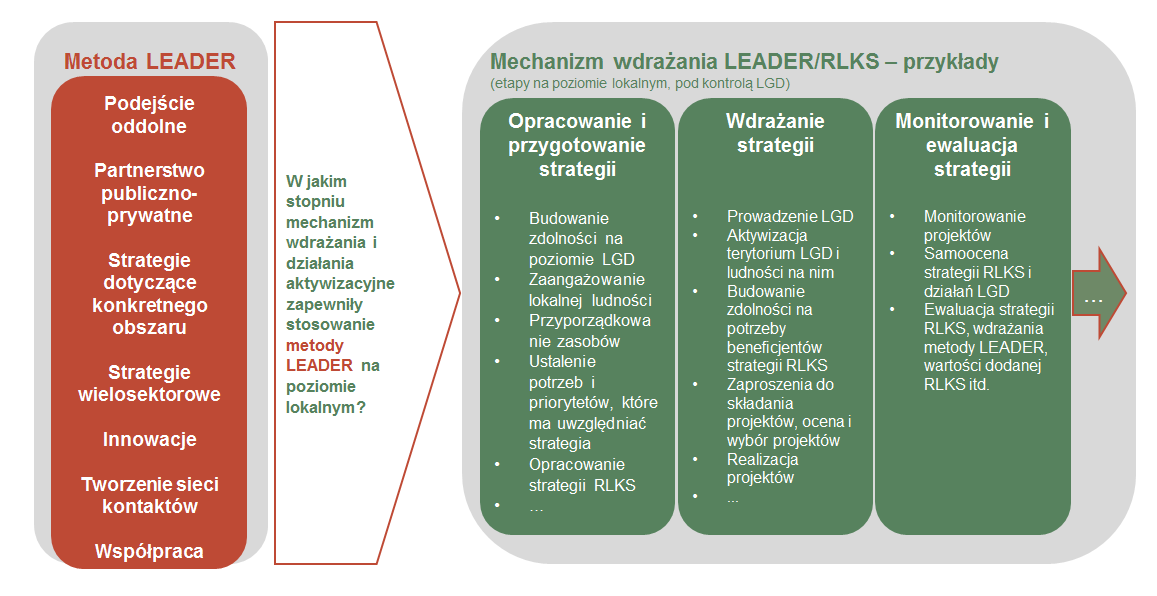 Metoda LEADER
Podejście
oddolne
Partnerstwo
publiczno-
prywatne
Strategie
dotyczące
konkretnego
obszaru
Strategie
wielosektorowe
Innowacje
Tworzenie sieci
kontaktów
Współpraca
W jakim
stopniu
mechanizm
wdrażania i
działania
aktywizacyjne
zapewniły
stosowanie
metody
LEADER na
poziomie
lokalnym?
Mechanizm wdrażania LEADER/RLKS – przykłady
(etapy na poziomie lokalnym, pod kontrolą LGD)
Opracowanie i
przygotowanie
strategii
• Budowanie
zdolności na
poziomie LGD
• Zaangażowanie
lokalnej ludności
• Przyporządkowa
nie zasobów
• Ustalenie
potrzeb i
priorytetów, które
ma uwzględniać
strategia
• Opracowanie
strategii RLKS
• ...
Wdrażanie
strategii
• Prowadzenie LGD
• Aktywizacja
terytorium LGD i
ludności na nim
• Budowanie
zdolności na
potrzeby
beneficjentów
strategii RLKS
• Zaproszenia do
składania
projektów, ocena i
wybór projektów
• Realizacja
projektów
• ...
Monitorowanie i
ewaluacja
strategii
• Monitorowanie
projektów
• Samoocena
strategii RLKS i
działań LGD
• Ewaluacja strategii
RLKS, wdrażania
metody LEADER,
wartości dodanej
RLKS itd.
...